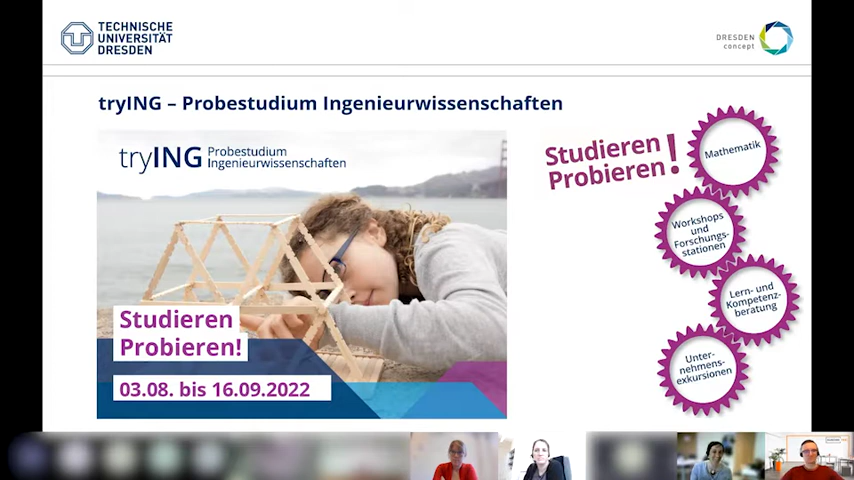 TECHNISCHE
UNIVERSITÄT
DRESDEN
DRESDEN
concept
tryING – Probestudium Ingenieurwissenschaften
tryING Probestudium
Ingenieurwissenschaften
Studieren
Probieren!
03.08. bis 16.09.2022
Studieren
Probieren!
Mathematik
Workshops
und
Forschungs-
stationen
Lern- und
Kompetenz-
beratung
Unter-
nehmens-
exkursionen